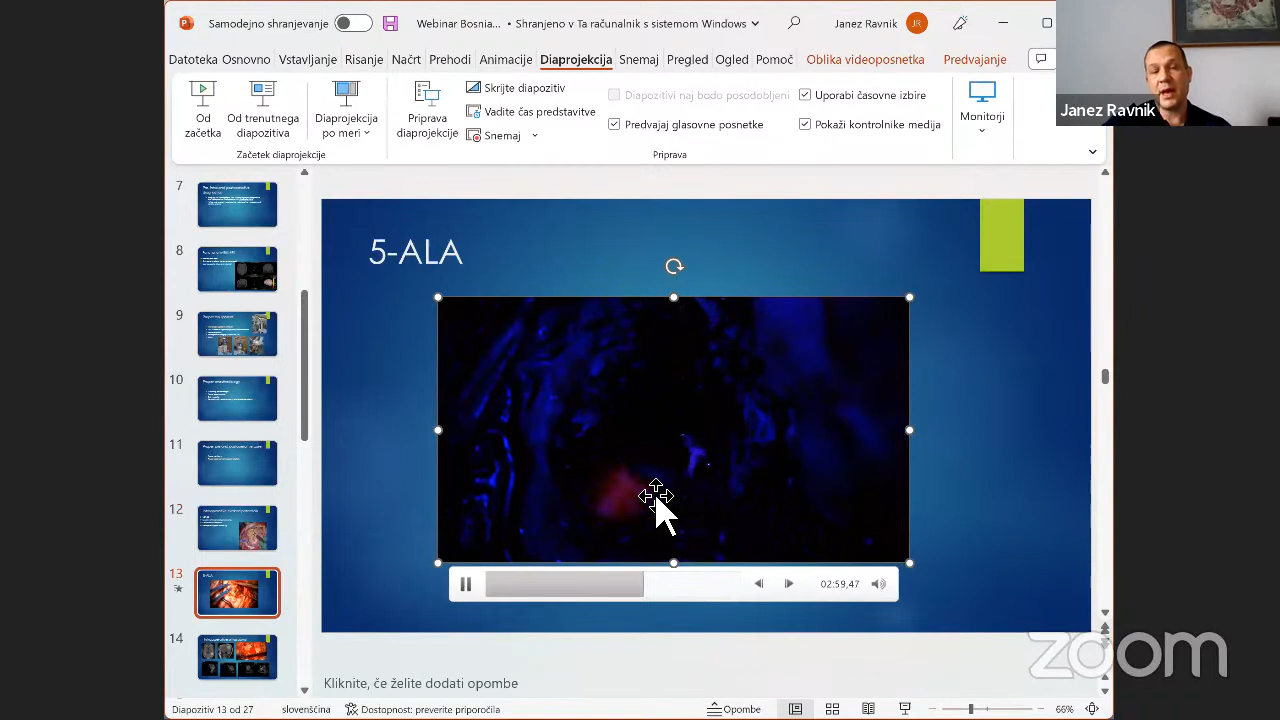 Samodejno shranjevanje
Webinar Bosnia... • Shranjeno v Ta računalnik s sistemom Windows
Janez Ravnik
JR
Datoteka Osnovno Vstavljanje Risanje Načrt Prehodi Animacije Diaprojekcija Snemaj Pregled Ogled Pomoč Oblika videoposnetka Predvajanje
Od začetka
Od trenutnega diapozitiva
Diaprojekcija po meri
Priprava diaprojekcije
Skrijte diapozitiv
Vadite čas predstavitve
Snemaj
Diapozitivi naj bodo posodobljeni
Predvajaj glasovne posnetke
Uporabi časovne izbire
Pokaži kontrolnike medija
Monitorji
Začetek diaprojekcije
Priprava
Janez Ravnik
7
8
9
10
11
12
13
14
5-ALA
02:59,47
zoom
Kliknite, če želite dodati opombe
Diapozitiv 13 od 27
slovenščina
Dostopnost: preverite priporočila
Opombe
66%